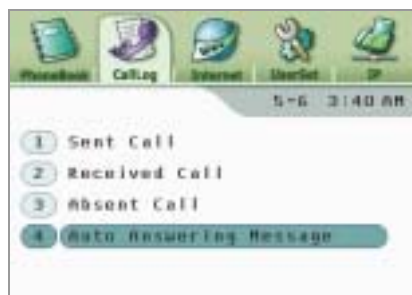 PhoneBook CallLog Internet UserSet IP
5-6 3:40 AM
1 Sent Call
2 Received Call
3 Absent Call
4 Auto Answering Message